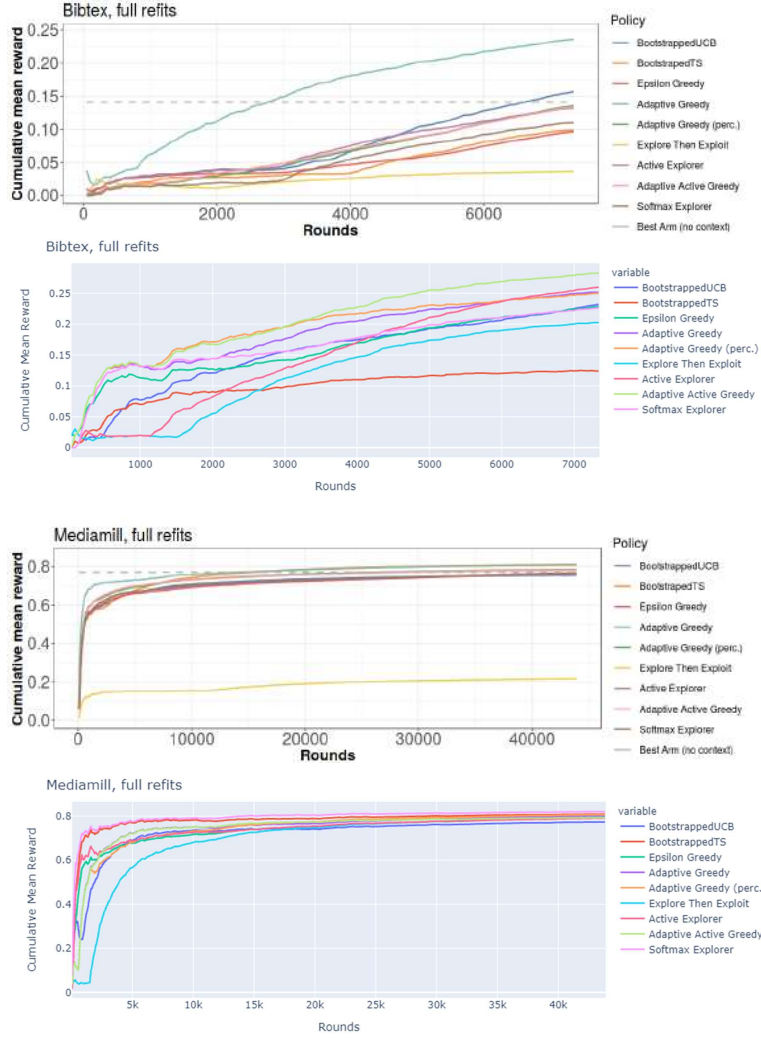 Bibtex, full refits
Cumulative mean reward
0.25
0.20
0.15
0.10
0.05
0.00
0
2000
4000
6000
Rounds
Policy
BootstrappedUCB
BootstrapedTS
Epsilon Greedy
Adaptive Greedy
Adaptive Greedy (perc.)
Explore Then Exploit
Active Explorer
Adaptive Active Greedy
Softmax Explorer
Best Arm (no context)
Bibtex, full refits
Cumulative Mean Reward
0.25
0.2
0.15
0.1
0.05
0
1000
2000
3000
4000
5000
6000
7000
Rounds
variable
BootstrappedUCB
BootstrappedTS
Epsilon Greedy
Adaptive Greedy
Adaptive Greedy (perc.)
Explore Then Exploit
Active Explorer
Adaptive Active Greedy
Softmax Explorer
Mediamill, full refits
Cumulative mean reward
0.8
0.6
0.4
0.2
0.0
0
10000
20000
30000
40000
Rounds
Policy
BootstrappedUCB
BootstrapedTS
Epsilon Greedy
Adaptive Greedy
Adaptive Greedy (perc.)
Explore Then Exploit
Active Explorer
Adaptive Active Greedy
Softmax Explorer
Best Arm (no context)
Mediamill, full refits
Cumulative Mean Reward
0.8
0.6
0.4
0.2
0
5k
10k
15k
20k
25k
30k
35k
40k
Rounds
variable
BootstrappedUCB
BootstrappedTS
Epsilon Greedy
Adaptive Greedy
Adaptive Greedy (perc.
Explore Then Exploit
Active Explorer
Adaptive Active Greedy
Softmax Explorer